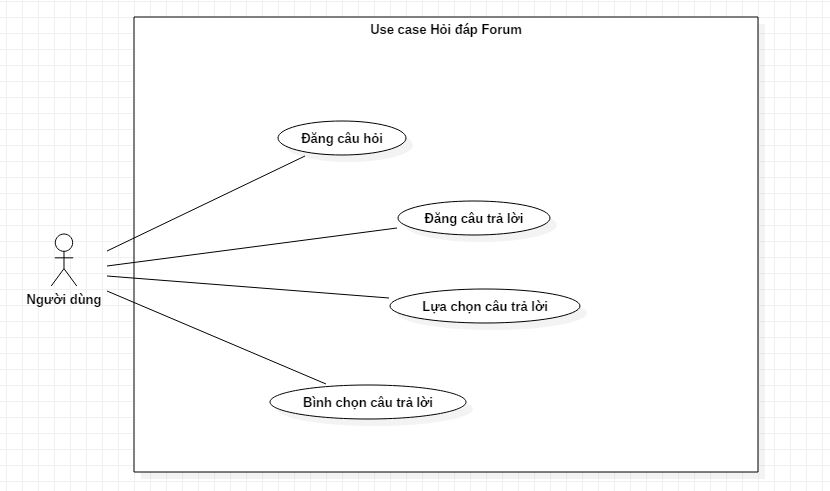 Use case Hỏi đáp Forum
Đăng câu hỏi
Đăng câu trả lời
Người dùng
Lựa chọn câu trả lời
Bình chọn câu trả lời